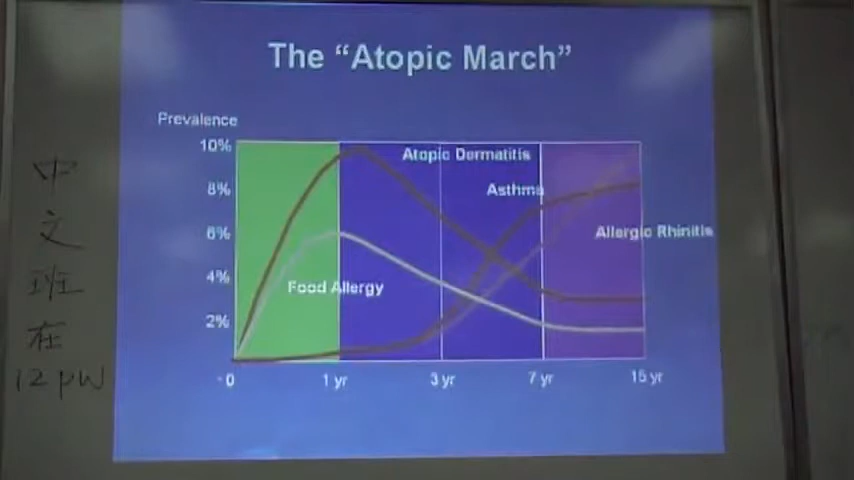 The “Atopic March”
Prevalence
10%
8%
6%
4%
2%
Atopic Dermatitis
Asthma
Allergic Rhinitis
Food Allergy
0
1 yr
3 yr
7 yr
15 yr
中
文
班
在
12 pm